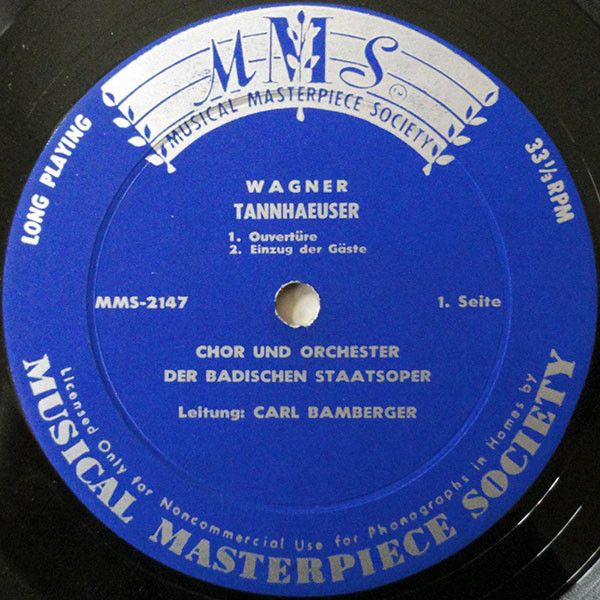 MMS
MUSICAL MASTERPIECE SOCIETY
LONG PLAYING
33 1/3 RPM
WAGNER
TANNHAEUSER
1. Ouvertüre
2. Einzug der Gäste
MMS-2147
1. Seite
CHOR UND ORCHESTER
DER BADISCHEN STAATSOPER
Leitung: CARL BAMBERGER
Licensed Only for Noncommercial Use for Phonographs in Homes by
MUSICAL MASTERPIECE SOCIETY